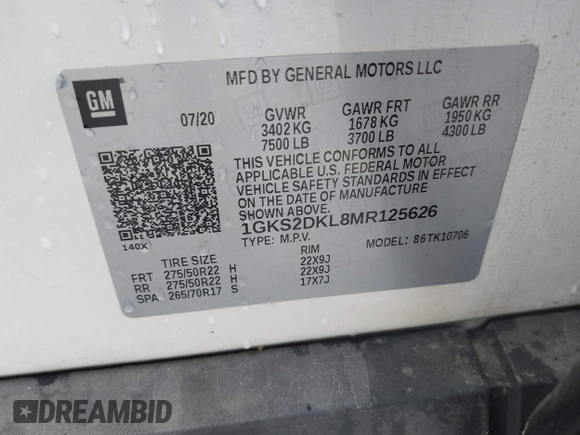 MFD BY GENERAL MOTORS LLC
GM
07/20
GVWR
3402 KG
7500 LB
GAWR FRT
1678 KG
3700 LB
GAWR RR
1950 KG
4300 LB
THIS VEHICLE CONFORMS TO ALL
APPLICABLE U.S. FEDERAL MOTOR
VEHICLE SAFETY STANDARDS IN EFFECT
ON THE DATE OF MANUFACTURE
SHOWN ABOVE.
1GKS2DKL8MR125626
TYPE: M.P.V.
MODEL: 86TK10706
140X
TIRE SIZE RIM
FRT 275/50R22 H 22X9J
RR 275/50R22 H 22X9J
SPA 265/70R17 S 17X7J
DREAMBID